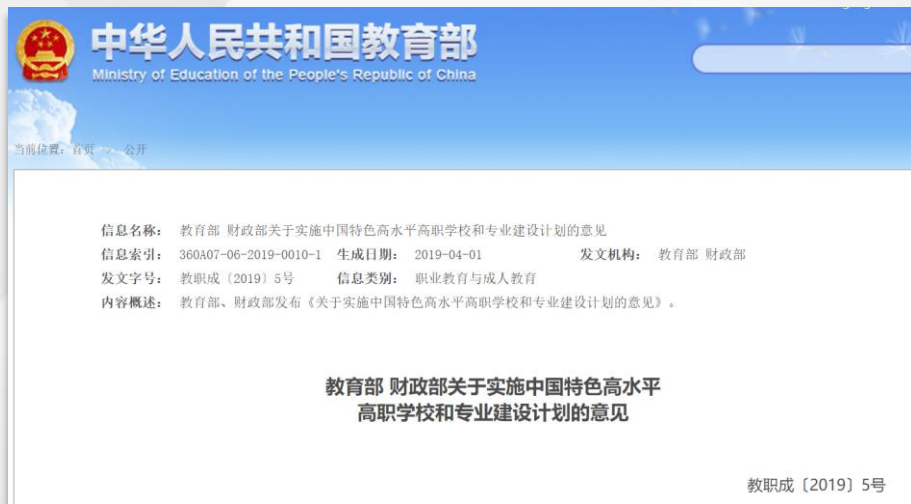 中华人民共和国教育部
Ministry of Education of the People's Republic of China
当前位置：首页 > 公开
信息名称： 教育部 财政部关于实施中国特色高水平高职学校和专业建设计划的意见
信息索引： 360A07-06-2019-0010-1 生成日期： 2019-04-01 发文机构： 教育部 财政部
发文字号： 教职成〔2019〕5号 信息类别： 职业教育与成人教育
内容概述： 教育部、财政部发布《关于实施中国特色高水平高职学校和专业建设计划的意见》。
教育部 财政部关于实施中国特色高水平
高职学校和专业建设计划的意见
教职成〔2019〕5号